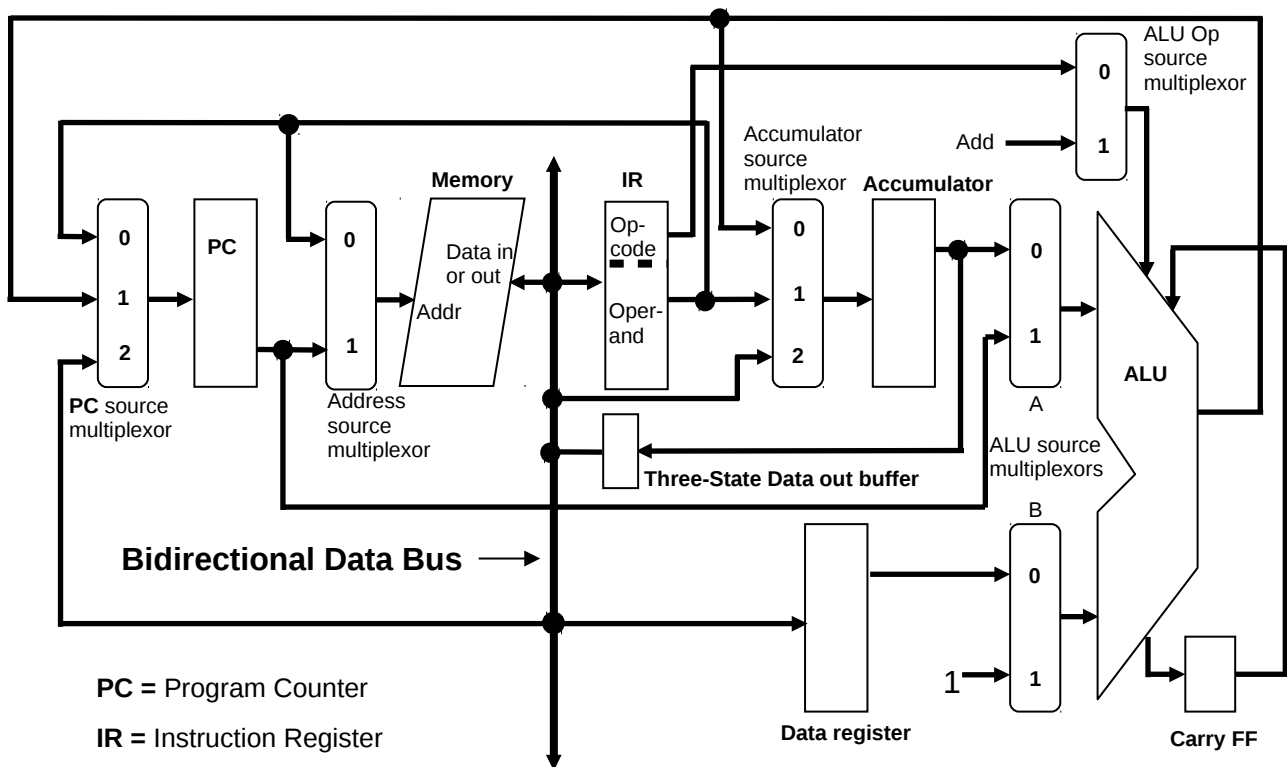 ALU Op
source
multiplexor
0
Add
1
Accumulator
source
multiplexor
Memory
IR
Accumulator
0
1
2
PC
0
1
Data in
or out
Addr
Op-
code
Oper-
and
0
1
2
0
1
A
ALU
PC source
multiplexor
Address
source
multiplexor
ALU source
multiplexors
Three-State Data out buffer
B
Bidirectional Data Bus
0
1
1
PC = Program Counter
IR = Instruction Register
Data register
Carry FF